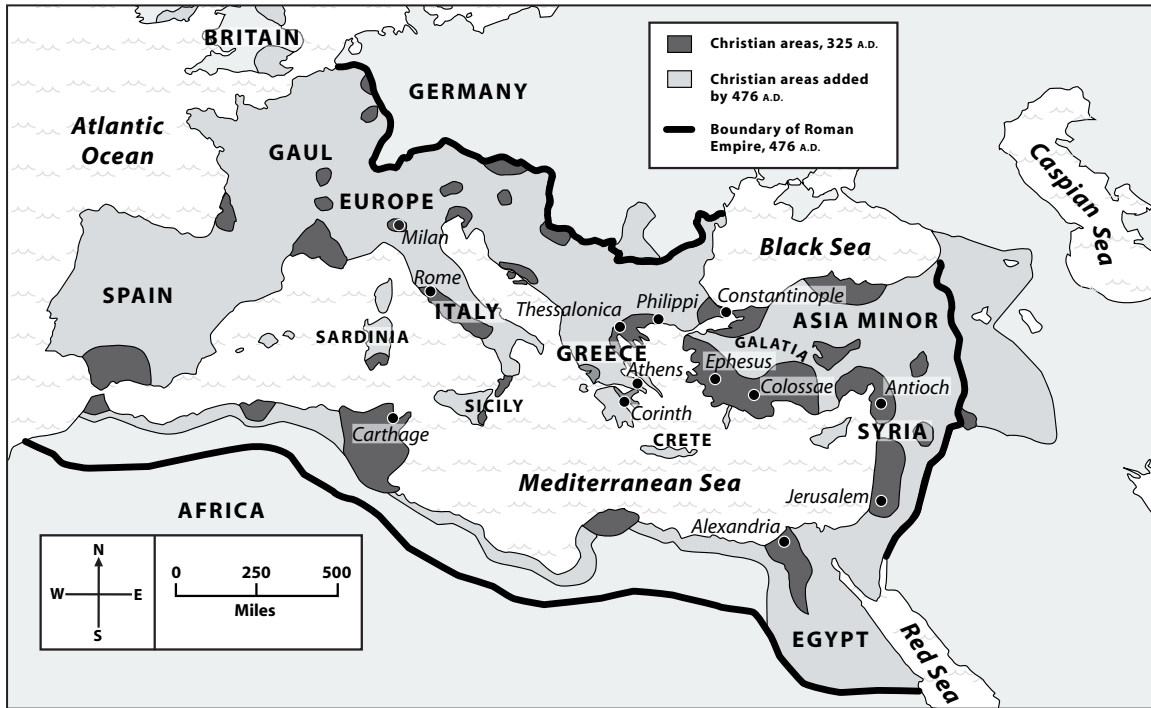 BRITAIN
GERMANY
Atlantic
Ocean
GAUL
EUROPE
Milan
Christian areas, 325 A.D.
Christian areas added
by 476 A.D.
Boundary of Roman
Empire, 476 A.D.
Caspian Sea
Black Sea
SPAIN
Rome
ITALY
SARDINIA
Thessalonica
Philippi
Constantinople
ASIA MINOR
GALATIA
GREECE
Ephesus
Athens
Colossae
Antioch
SICILY
Corinth
Carthage
CRETE
SYRIA
Mediterranean Sea
Jerusalem
AFRICA
Alexandria
N
W
E
S
0 250 500
Miles
EGYPT
Red Sea